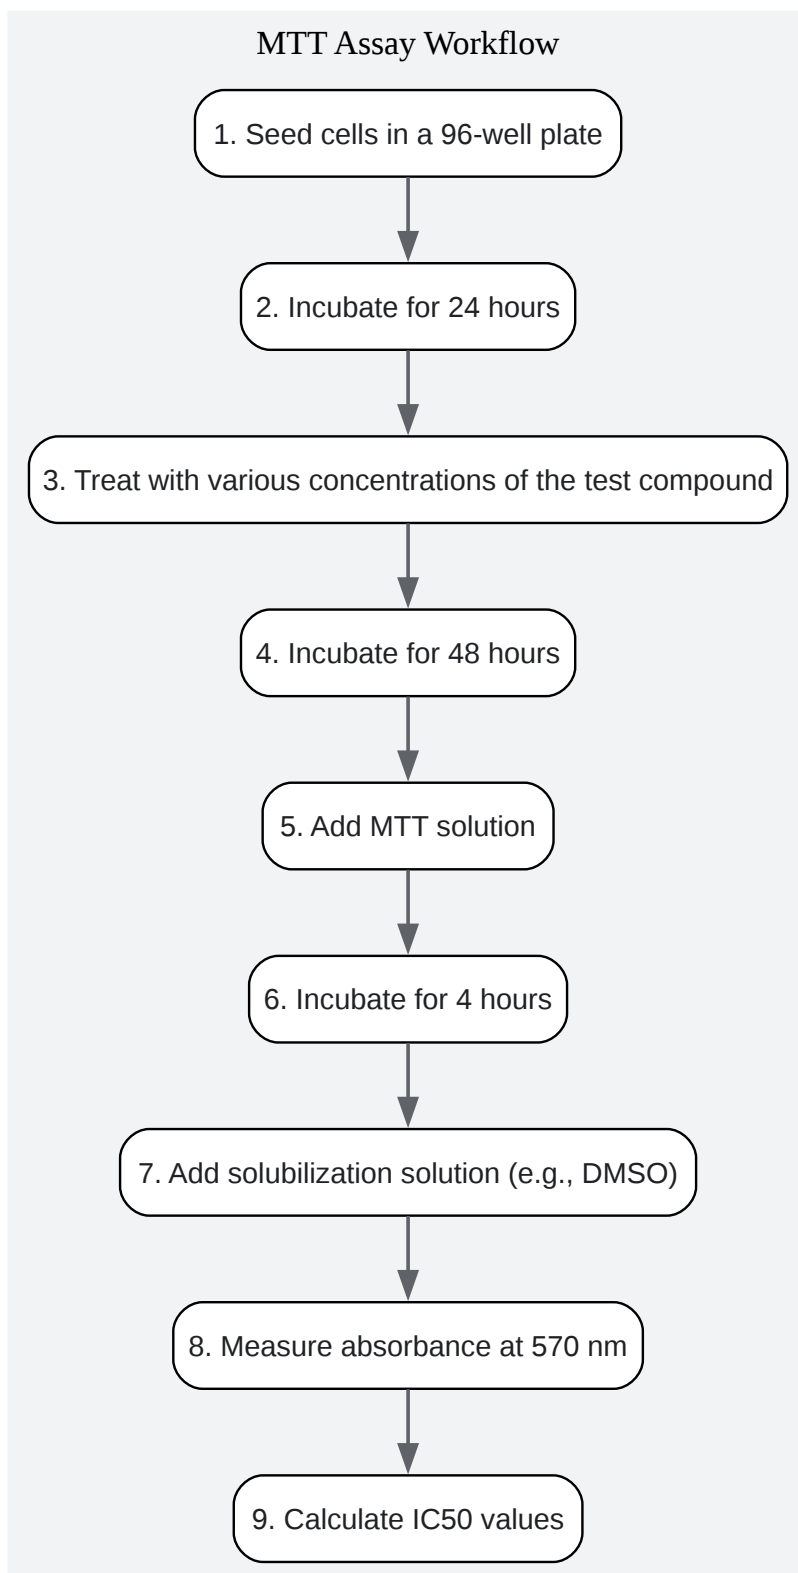 MTT Assay Workflow
1. Seed cells in a 96-well plate
2. Incubate for 24 hours
3. Treat with various concentrations of the test compound
4. Incubate for 48 hours
5. Add MTT solution
6. Incubate for 4 hours
7. Add solubilization solution (e.g., DMSO)
8. Measure absorbance at 570 nm
9. Calculate IC50 values